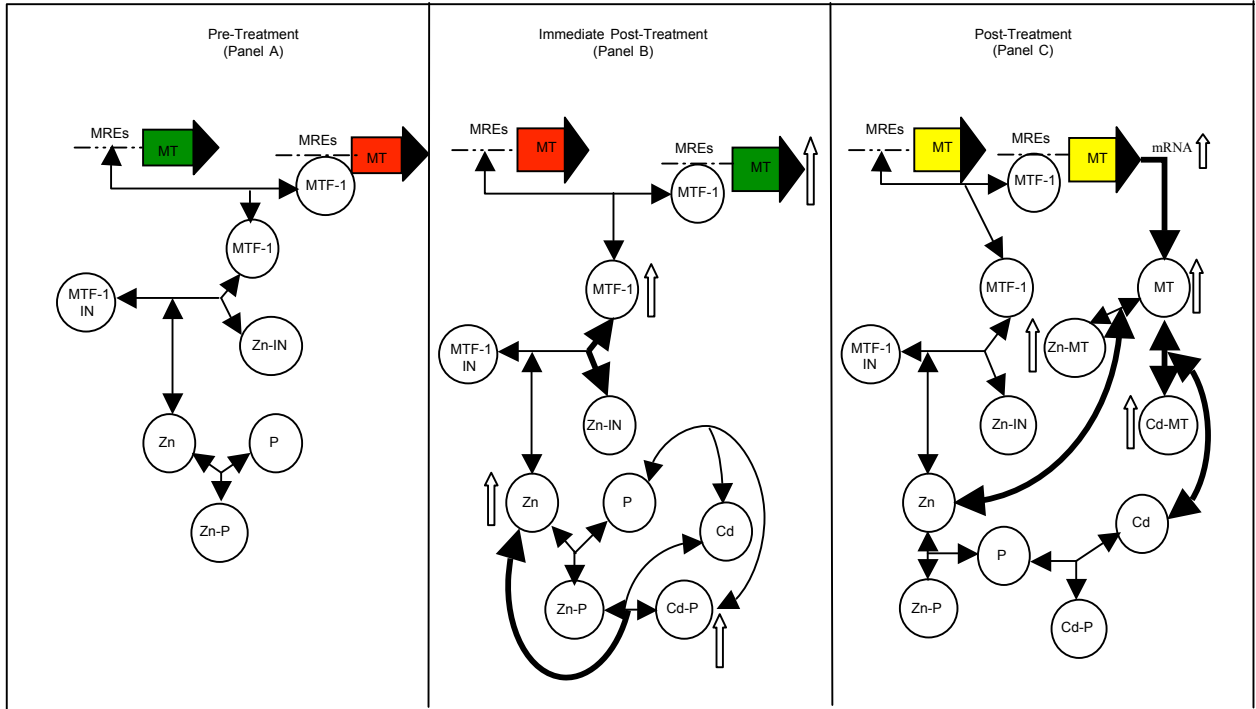 Pre-Treatment
(Panel A)
MREs
MT
MREs
MT
MTF-1
MTF-1
MTF-1
IN
Zn-IN
Zn
P
Zn-P
Immediate Post-Treatment
(Panel B)
MREs
MT
MREs
MT
MTF-1
MTF-1
MTF-1
IN
Zn-IN
Zn
P
Cd
Zn-P
Cd-P
Post-Treatment
(Panel C)
MREs
MT
MREs
MT
mRNA
MTF-1
MTF-1
MT
MTF-1
IN
Zn-MT
Zn-IN
Cd-MT
Zn
Cd
P
Zn-P
Cd-P